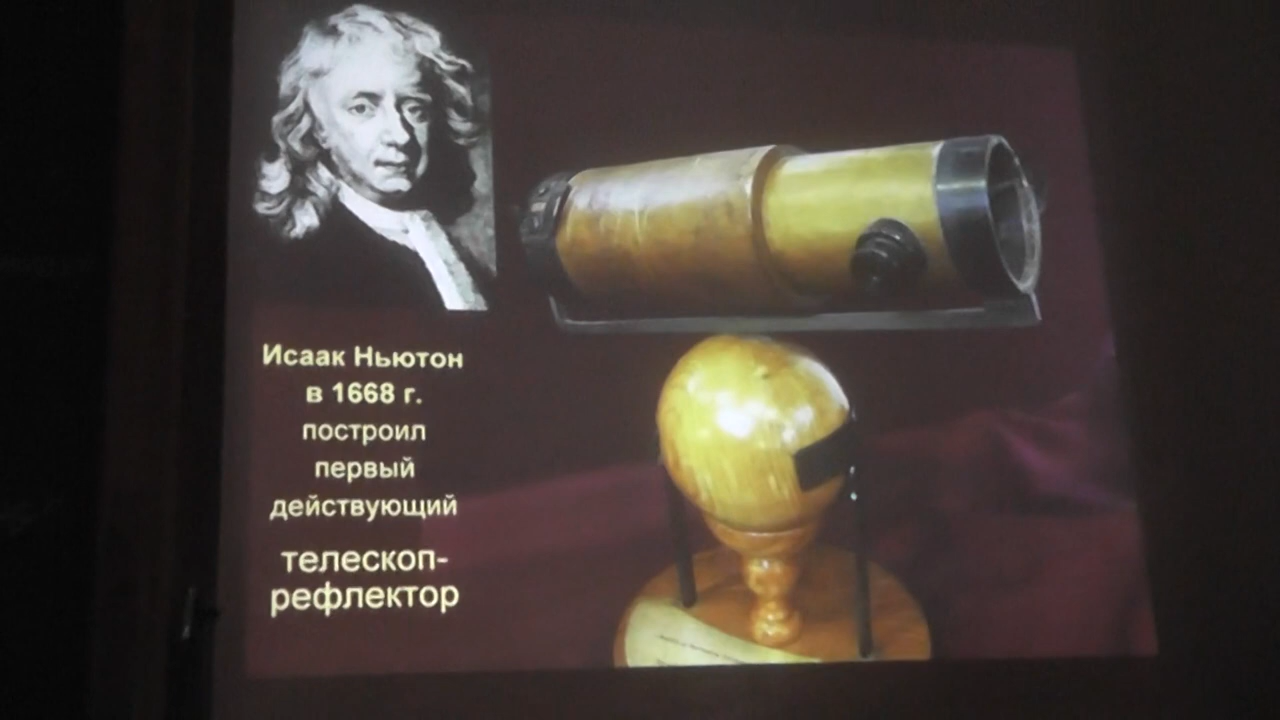 Исаак Ньютон
в 1668 г.
построил
первый
действующий
телескоп-
рефлектор